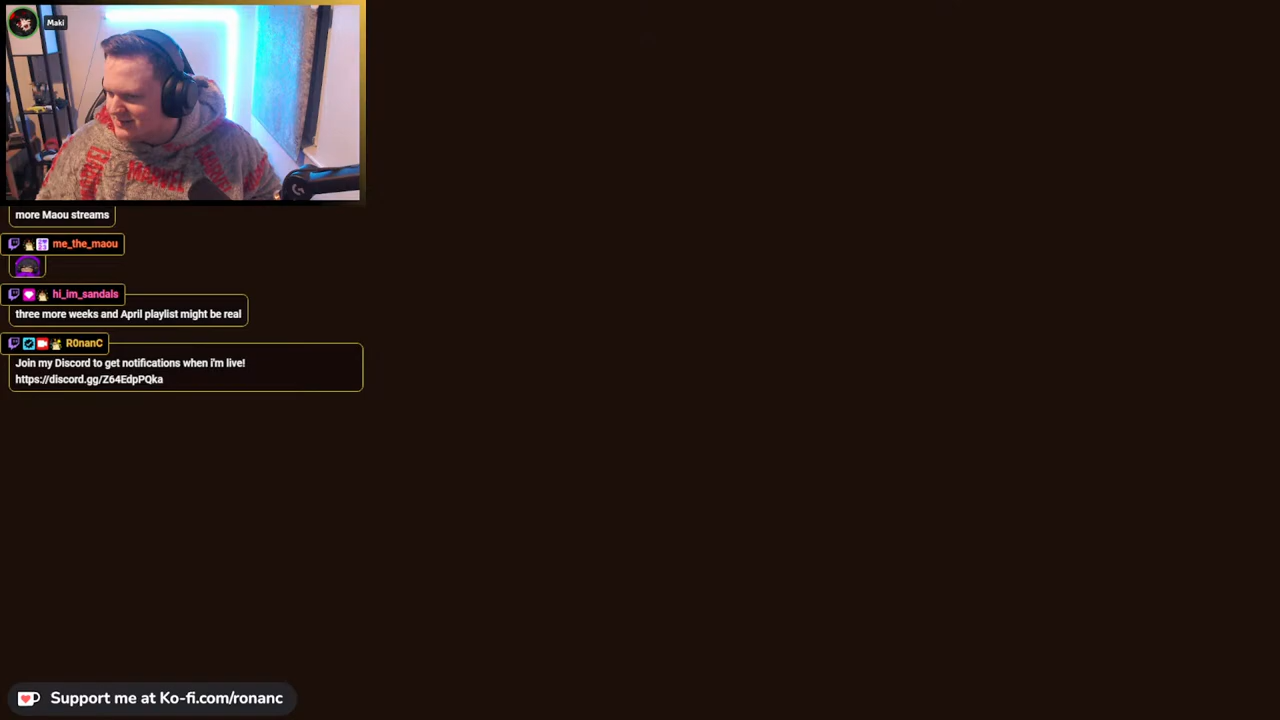 Maki
MARVEL
more Maou streams
me_the_maou
hi_im_sandals
three more weeks and April playlist might be real
R0nanC
Join my Discord to get notifications when i'm live!
https://discord.gg/Z64EdpPQka
Support me at Ko-fi.com/ronanc